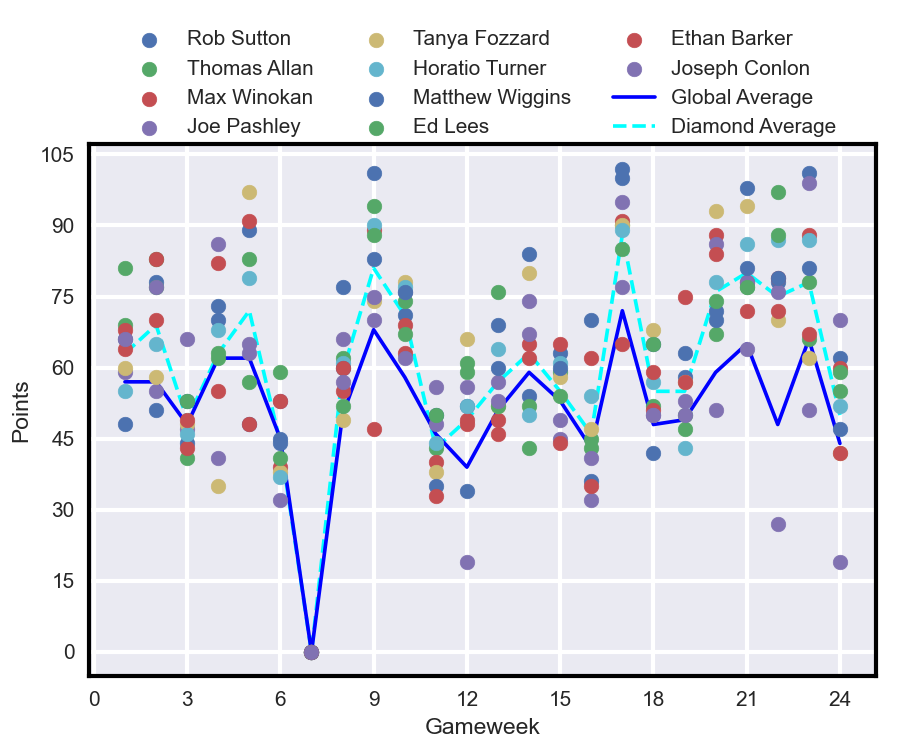 Rob Sutton
Thomas Allan
Max Winokan
Joe Pashley
Tanya Fozzard
Horatio Turner
Matthew Wiggins
Ed Lees
Ethan Barker
Joseph Conlon
Global Average
Diamond Average
105
90
75
60
45
30
15
0
Points
0 3 6 9 12 15 18 21 24
Gameweek